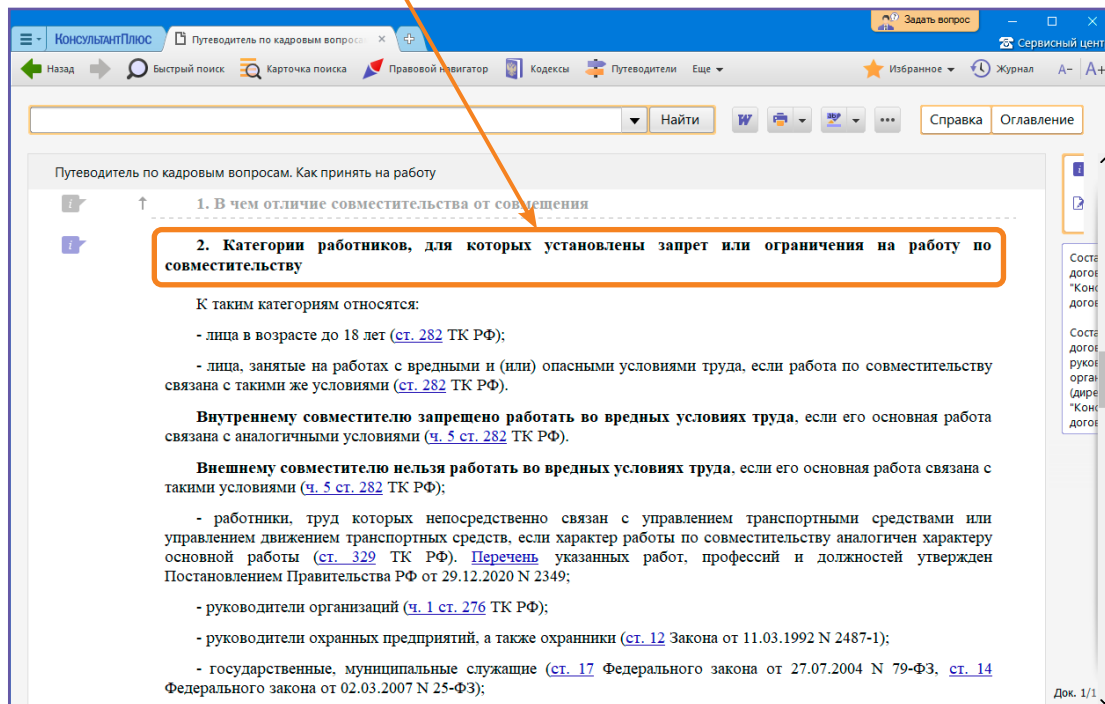 Задать вопрос
КонсультантПлюс
Путеводитель по кадровым вопроса
Сервисный цент
Назад
Быстрый поиск
Карточка поиска
Правовой навигатор
Кодексы
Путеводители
Еще
Избранное
Журнал
А- А+
Найти
Справка
Оглавление
Путеводитель по кадровым вопросам. Как принять на работу
1. В чем отличие совместительства от совмещения
2. Категории работников, для которых установлены запрет или ограничения на работу по
совместительству
К таким категориям относятся:
- лица в возрасте до 18 лет (ст. 282 ТК РФ);
- лица, занятые на работах с вредными и (или) опасными условиями труда, если работа по совместительству
связана с такими же условиями (ст. 282 ТК РФ).
Внутреннему совместителю запрещено работать во вредных условиях труда, если его основная работа
связана с аналогичными условиями (ч. 5 ст. 282 ТК РФ).
Внешнему совместителю нельзя работать во вредных условиях труда, если его основная работа связана с
такими условиями (ч. 5 ст. 282 ТК РФ);
- работники, труд которых непосредственно связан с управлением транспортными средствами или
управлением движением транспортных средств, если характер работы по совместительству аналогичен характеру
основной работы (ст. 329 ТК РФ). Перечень указанных работ, профессий и должностей утвержден
Постановлением Правительства РФ от 29.12.2020 N 2349;
- руководители организаций (ч. 1 ст. 276 ТК РФ);
- руководители охранных предприятий, а также охранники (ст. 12 Закона от 11.03.1992 N 2487-1);
- государственные, муниципальные служащие (ст. 17 Федерального закона от 27.07.2004 N 79-ФЗ, ст. 14
Федерального закона от 02.03.2007 N 25-ФЗ);
Соста
догов
"Конс
догов
Соста
догов
руков
орган
(дире
"Конс
догов
Док. 1/1